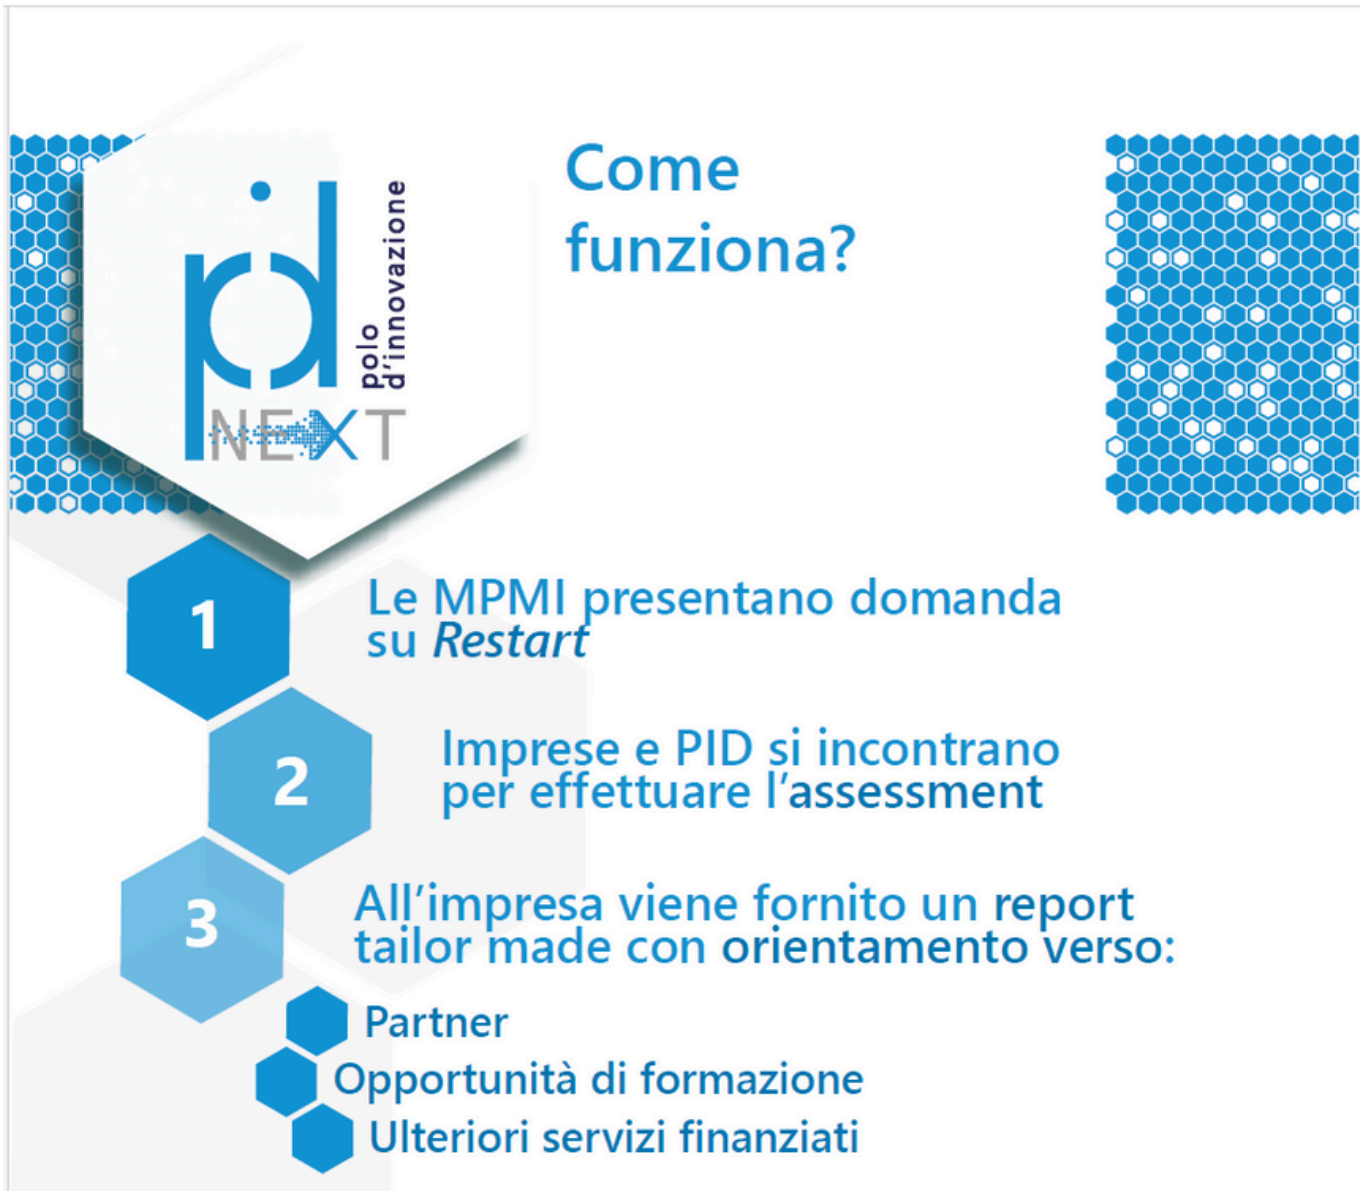 pid
polo
d'innovazione
NEXT
Come
funziona?
1
Le MPMI presentano domanda
su Restart
2
Imprese e PID si incontrano
per effettuare l'assessment
3
All'impresa viene fornito un report
tailor made con orientamento verso:
Partner
Opportunità di formazione
Ulteriori servizi finanziati